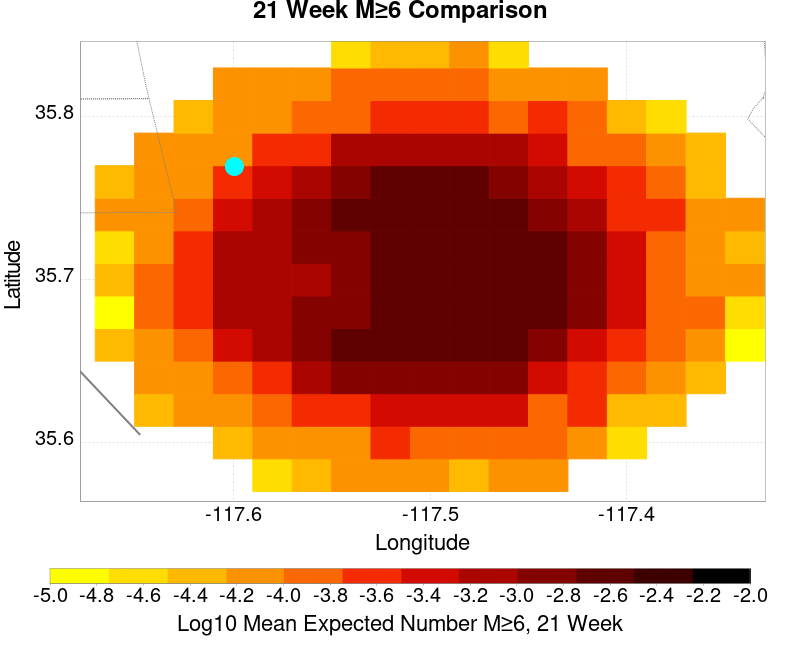 21 Week M≥6 Comparison
35.8
35.7
35.6
Latitude
-117.6 -117.5 -117.4
Longitude
-5.0 -4.8 -4.6 -4.4 -4.2 -4.0 -3.8 -3.6 -3.4 -3.2 -3.0 -2.8 -2.6 -2.4 -2.2 -2.0
Log10 Mean Expected Number M≥6, 21 Week